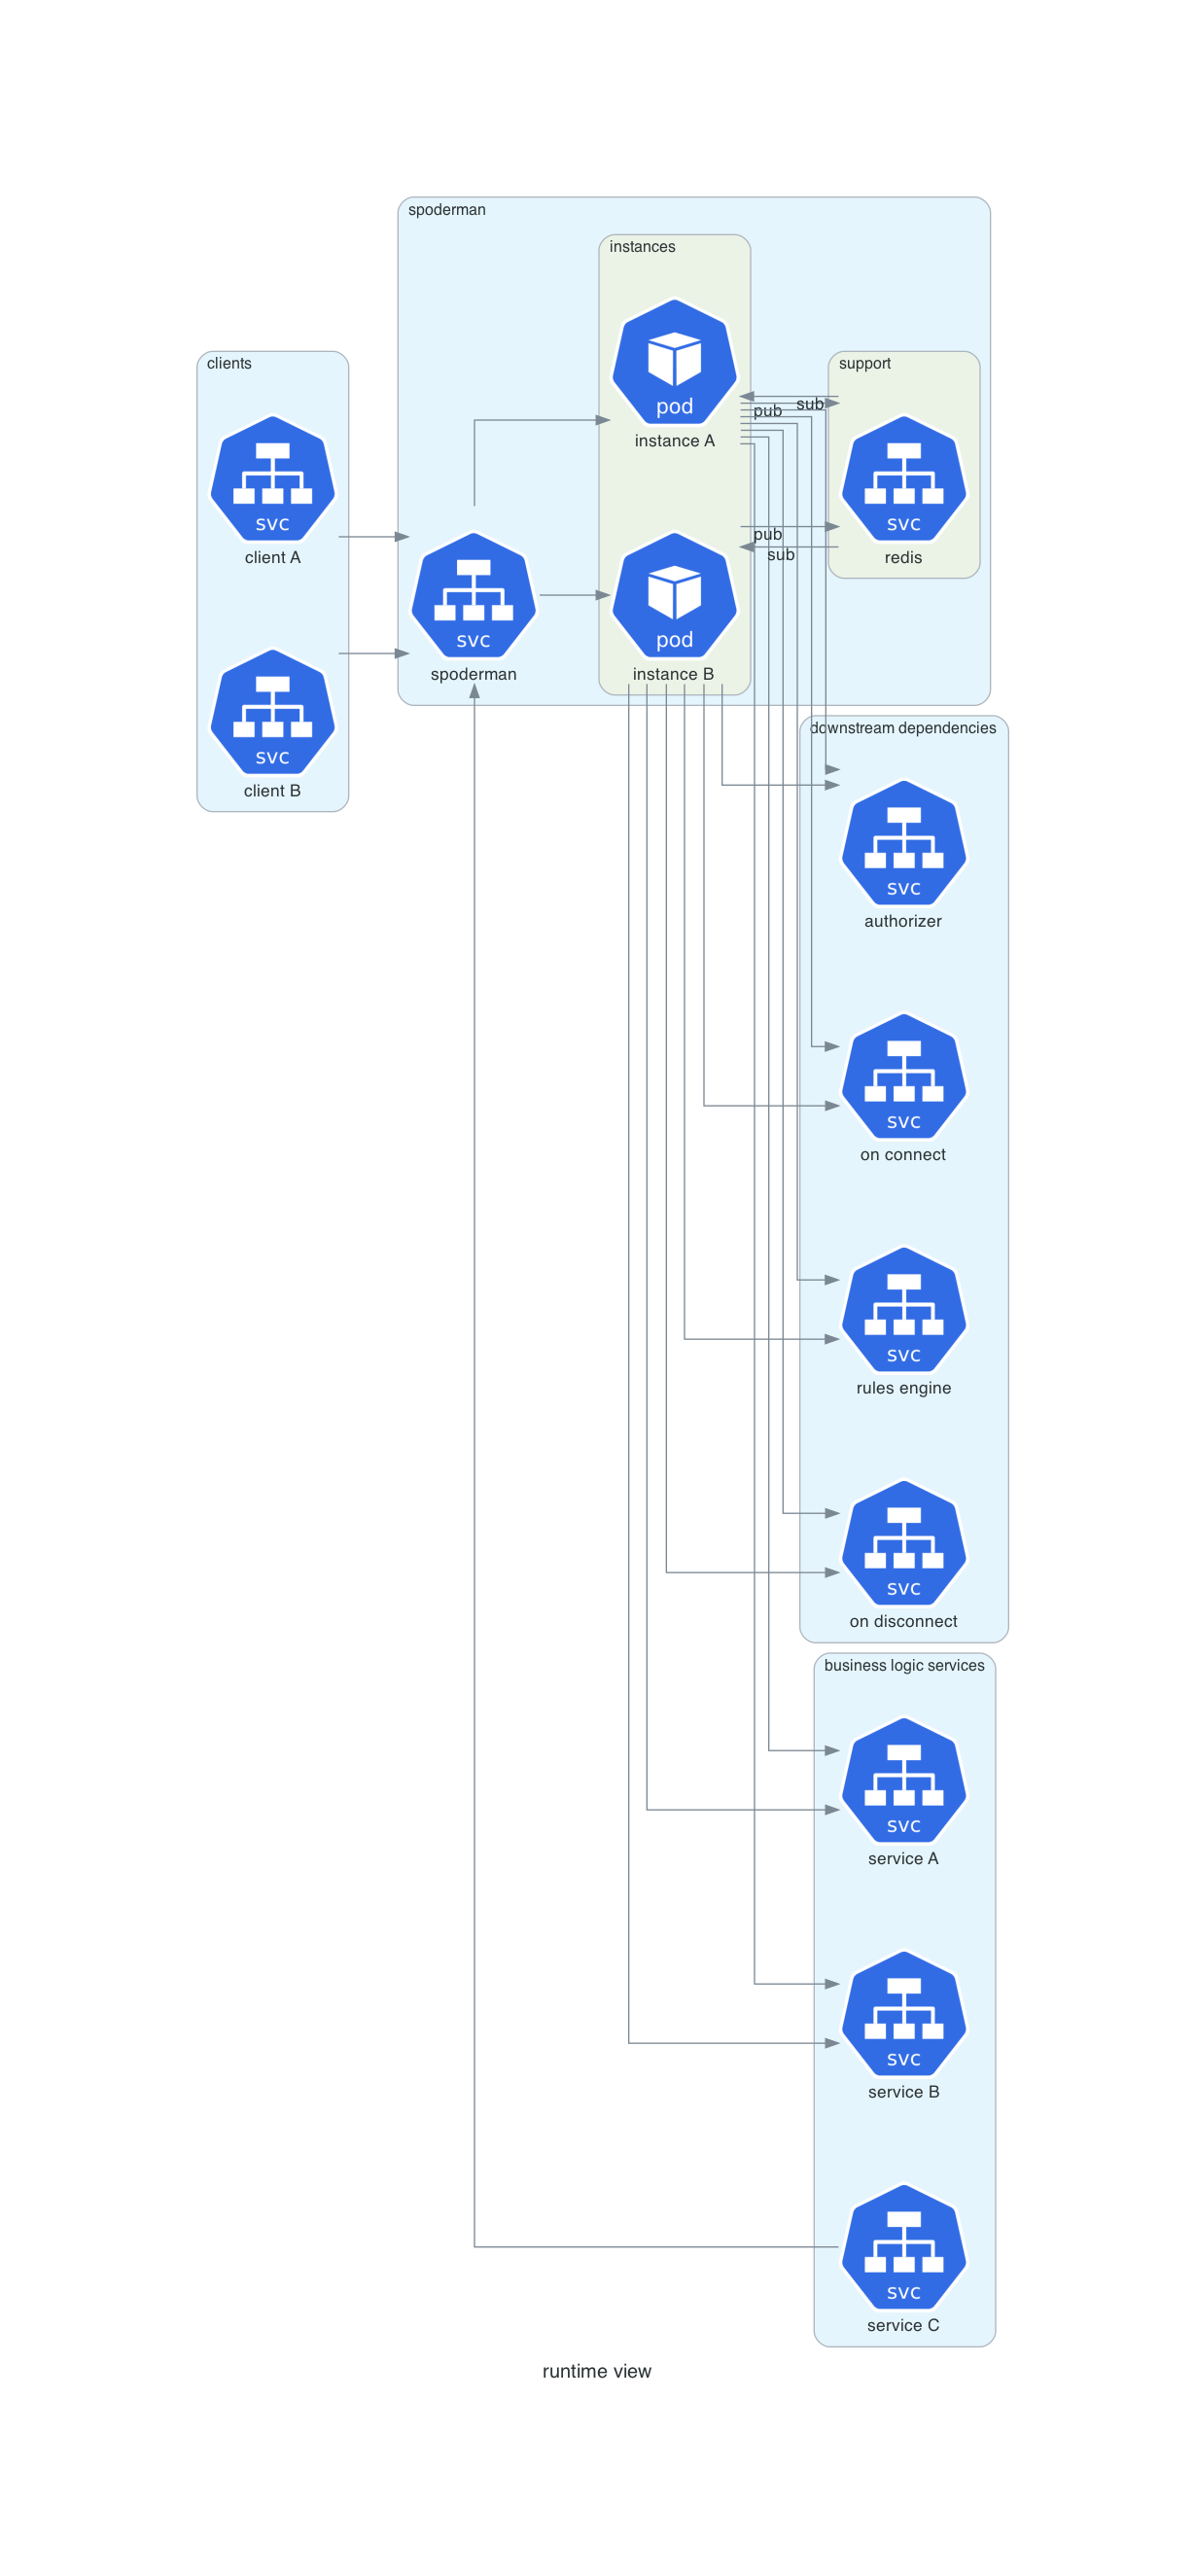 spoderman
instances
pod
instance A
clients
support
svc
client A
sub
pub
svc
redis
pub
sub
svc
spoderman
pod
instance B
svc
client B
downstream dependencies
svc
authorizer
svc
on connect
svc
rules engine
svc
on disconnect
business logic services
svc
service A
svc
service B
svc
service C
runtime view